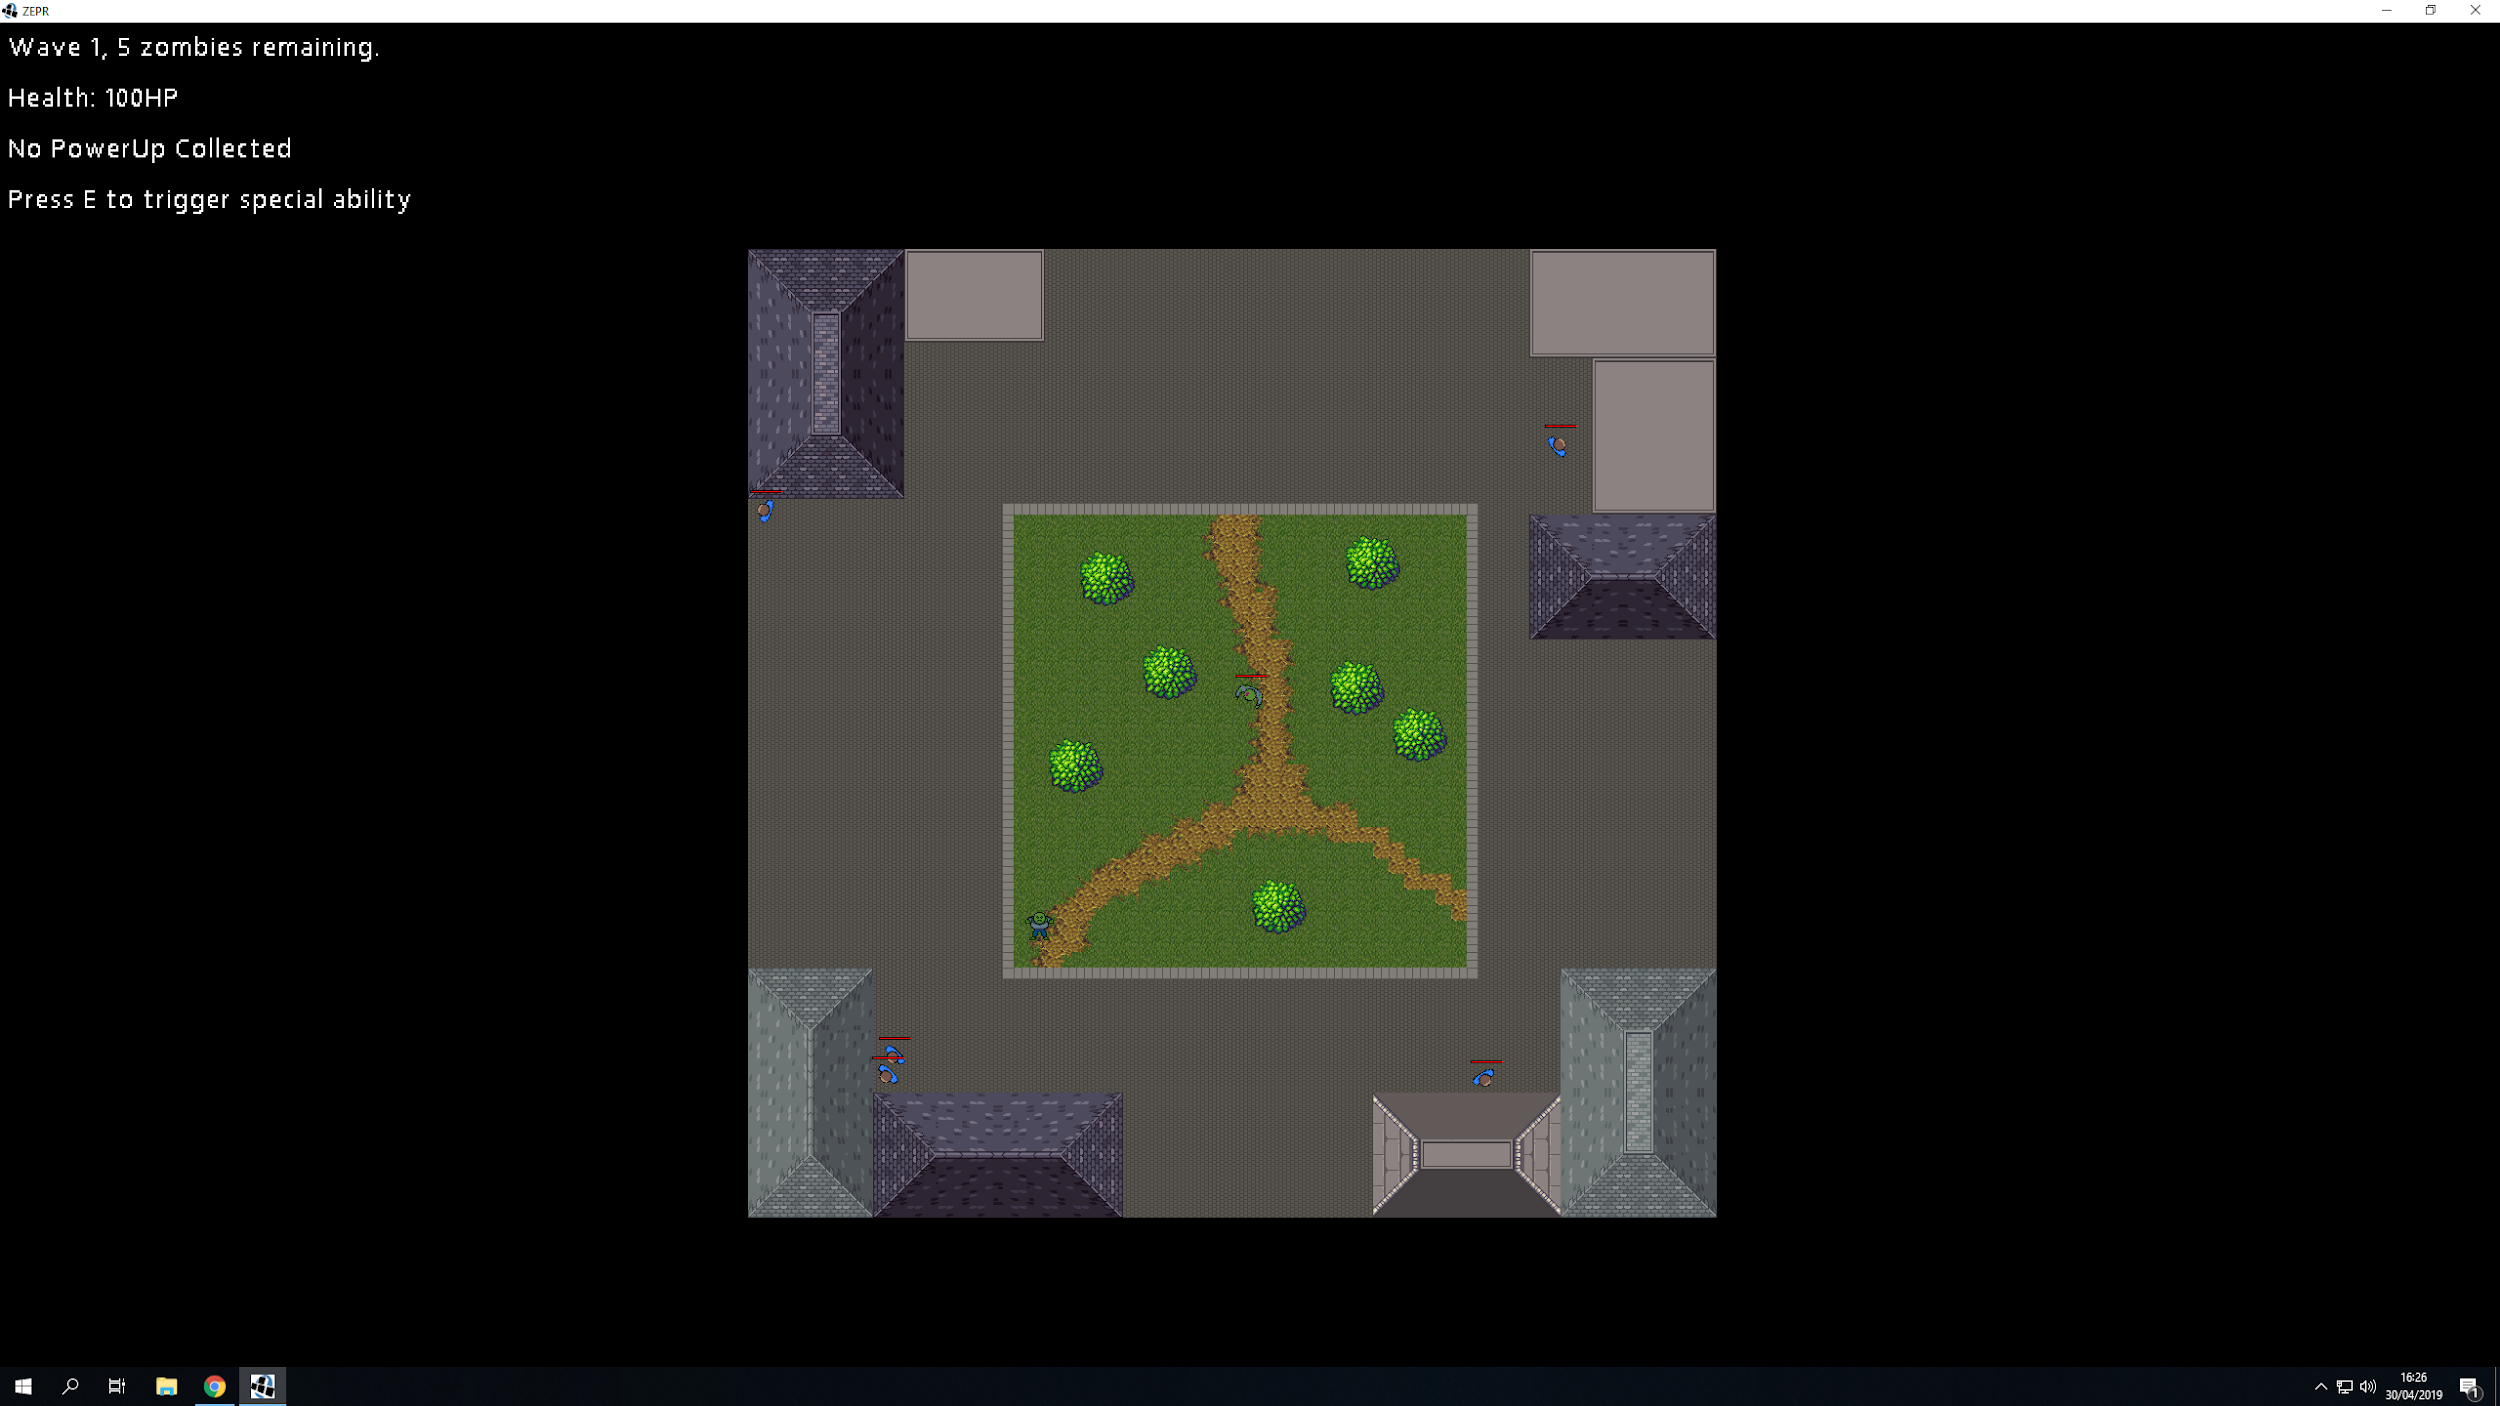 ZEPR
Wave 1, 5 zombies remaining.
Health: 100HP
No PowerUp Collected
Press E to trigger special ability
16:26
30/04/2019
1